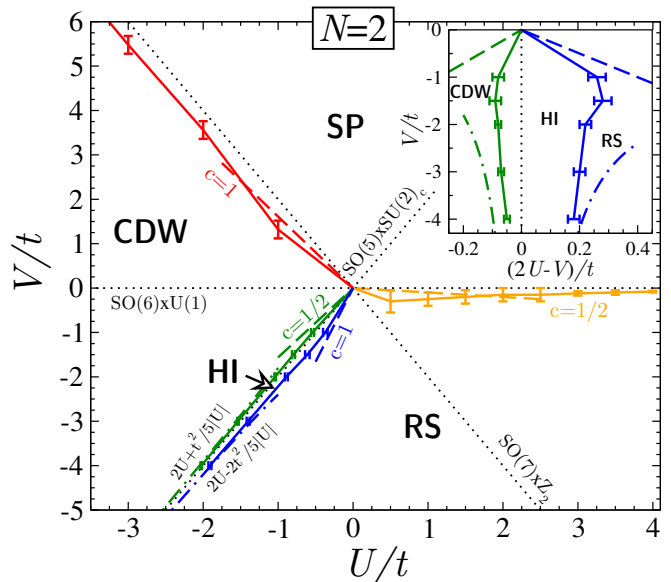 N=2
6
5
4
3
2
1
0
-1
-2
-3
-4
-5
V/t
-3
-2
-1
0
1
2
3
4
U/t
SP
CDW
HI
RS
c=1
c=1/2
c=1
c=1/2
SO(5)xSU(2)c
SO(6)xU(1)
SO(7)xZ2
2U+t²/5|U|
2U-2t²/5|U|
0
-1
-2
-3
-4
V/t
-0.2
0
0.2
0.4
(2U-V)/t
CDW
HI
RS